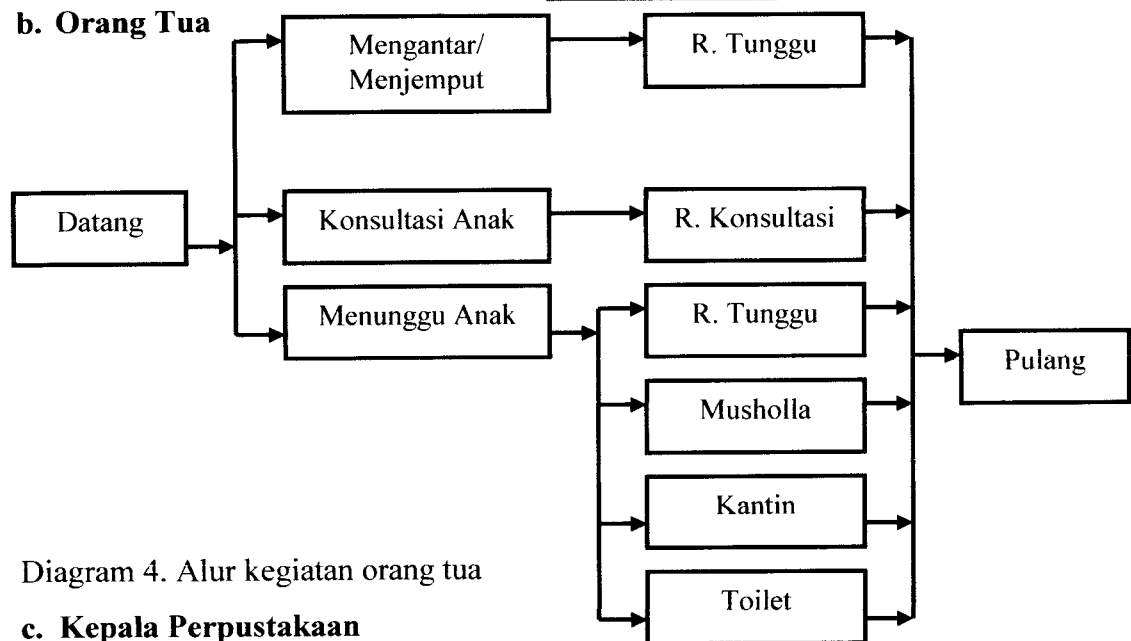 b. Orang Tua
Mengantar/
Menjemput
R. Tunggu
Datang
Konsultasi Anak
R. Konsultasi
Menunggu Anak
R. Tunggu
Pulang
Musholla
Kantin
Toilet
Diagram 4. Alur kegiatan orang tua
c. Kepala Perpustakaan